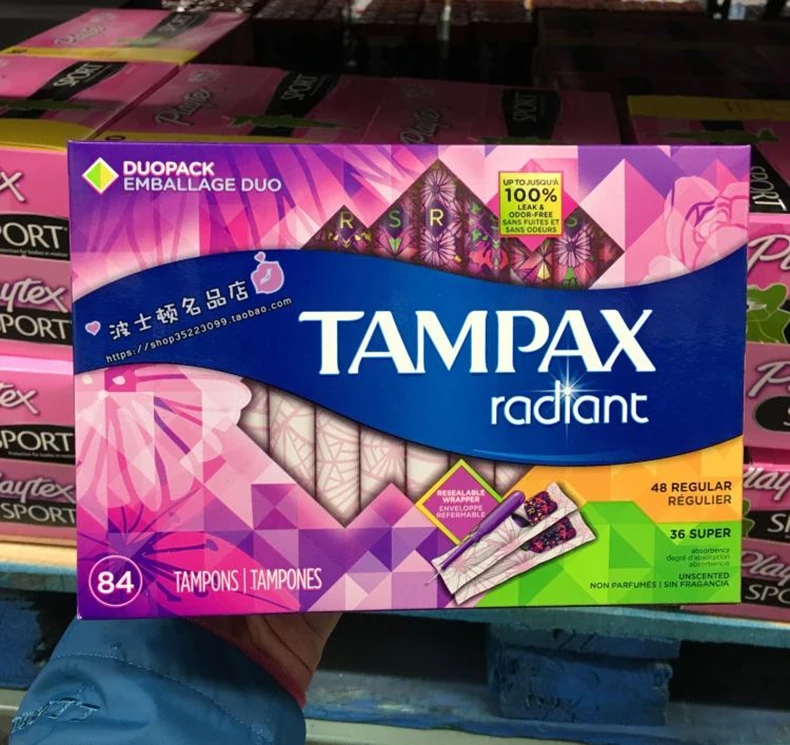 DUOPACK
EMBALLAGE DUO
UP TO JUSQU'À
100%
LEAK &
ODOR-FREE
SANS FUITES ET
SANS ODEURS
R S R S S
波士顿名品店
https://shop35223099.taobao.com
TAMPAX
radiant
RESEALABLE
WRAPPER
ENVELOPPE
REFERMABLE
48 REGULAR
RÉGULIER
36 SUPER
absorbency
degré d'absorption
absorbencia
UNSCENTED
NON PARFUMÉS | SIN FRAGANCIA
84
TAMPONS | TAMPONES
SPORT
Playtex
SPORT
Playtex
SPORT